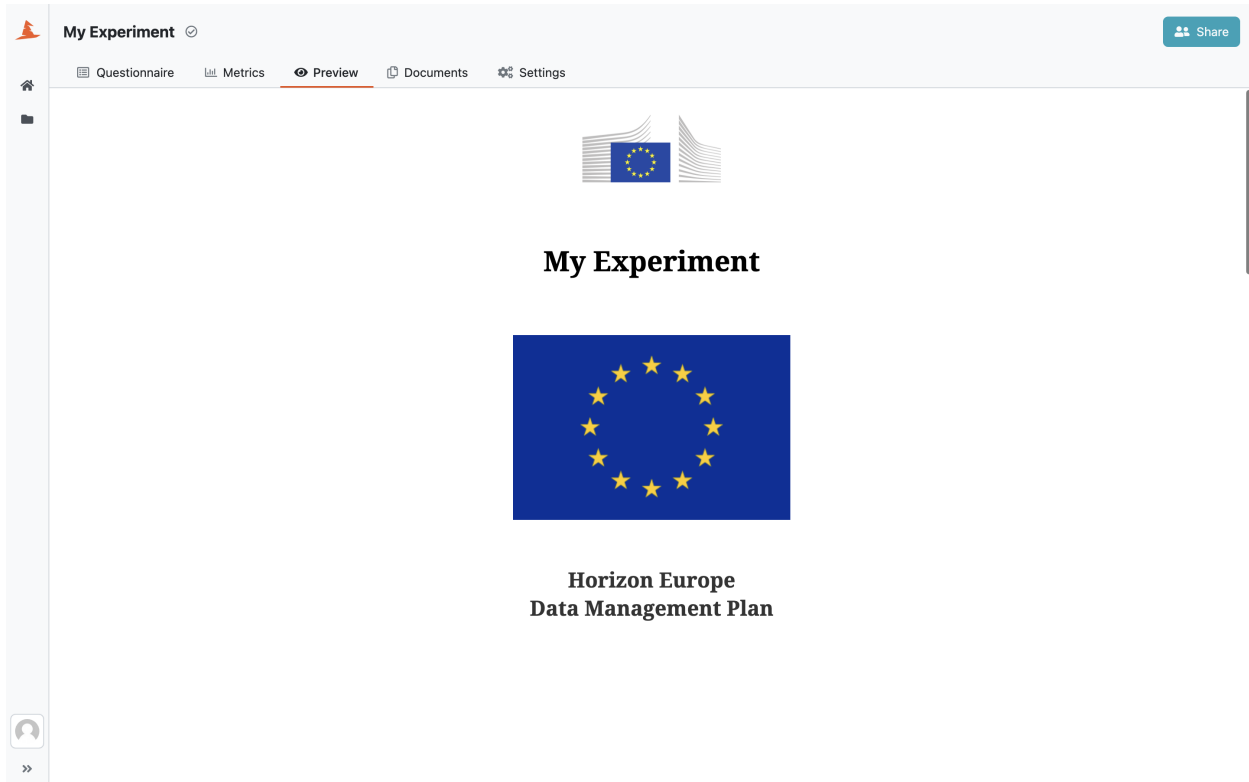 My Experiment
Share
Questionnaire
Metrics
Preview
Documents
Settings
My Experiment
Horizon Europe
Data Management Plan